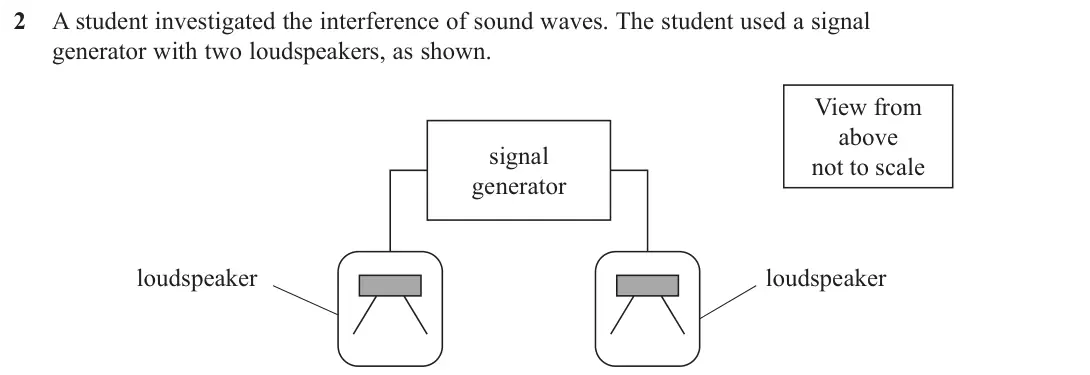 2 A student investigated the interference of sound waves. The student used a signal
generator with two loudspeakers, as shown.
View from
above
not to scale
signal
generator
loudspeaker
loudspeaker